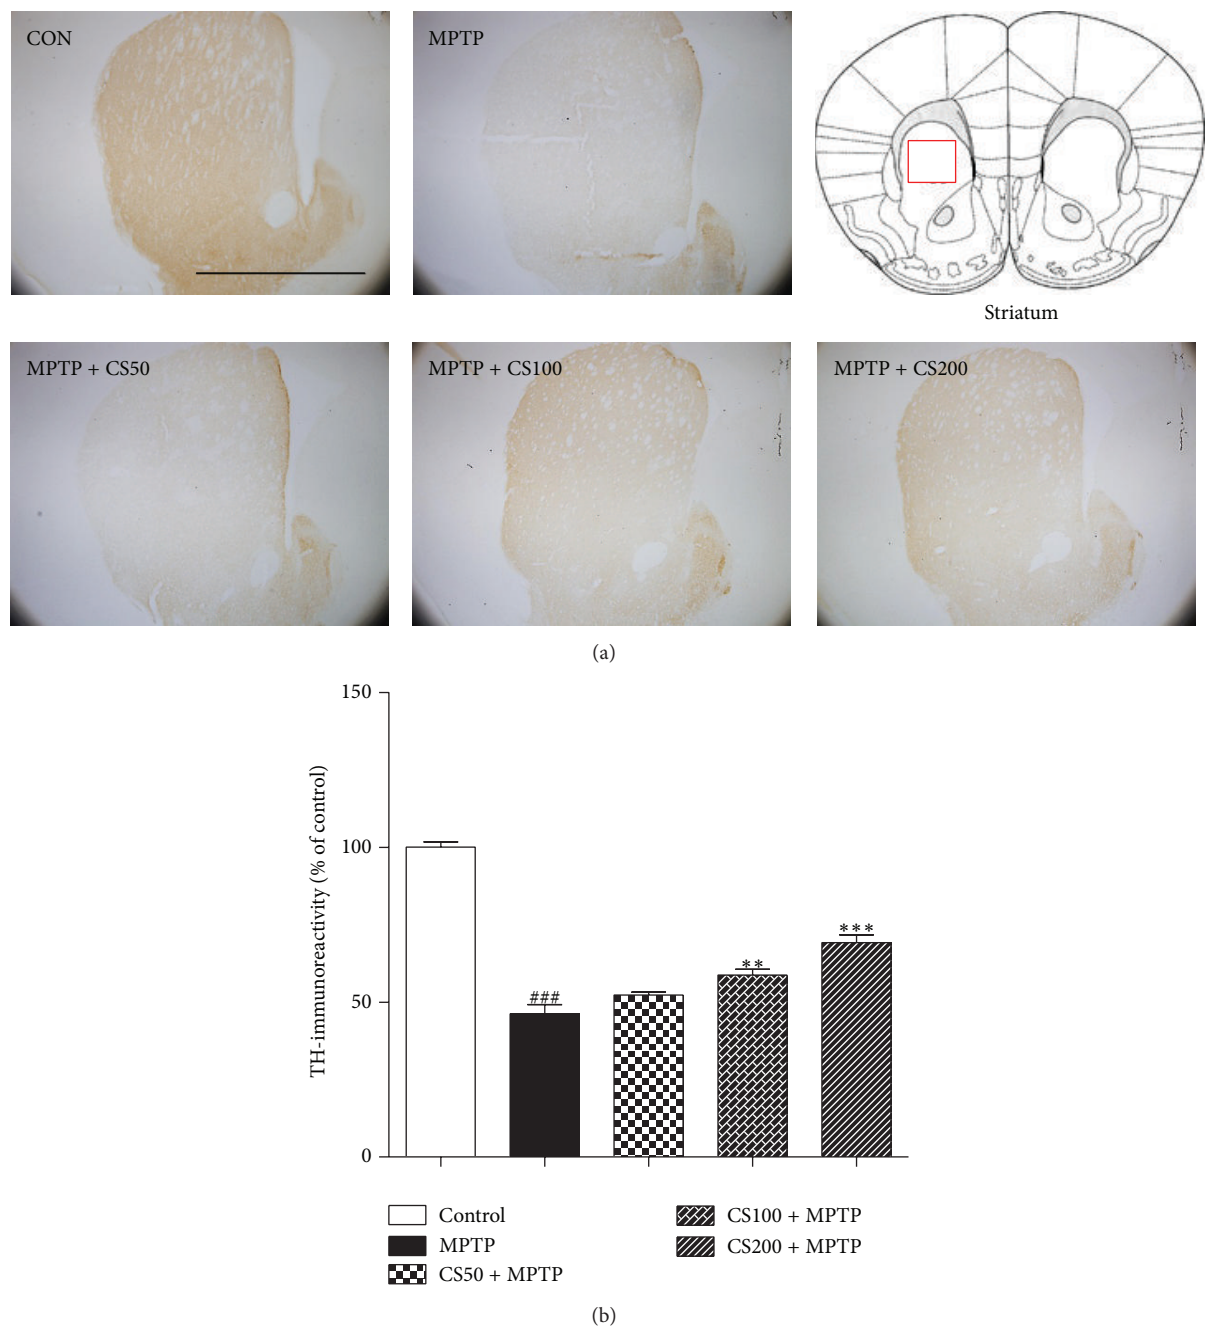 CON
MPTP
Striatum
MPTP + CS50
MPTP + CS100
MPTP + CS200
(a)
150
100
50
0
TH-immunoreactivity (% of control)
###
**
***
Control
MPTP
CS50 + MPTP
CS100 + MPTP
CS200 + MPTP
(b)